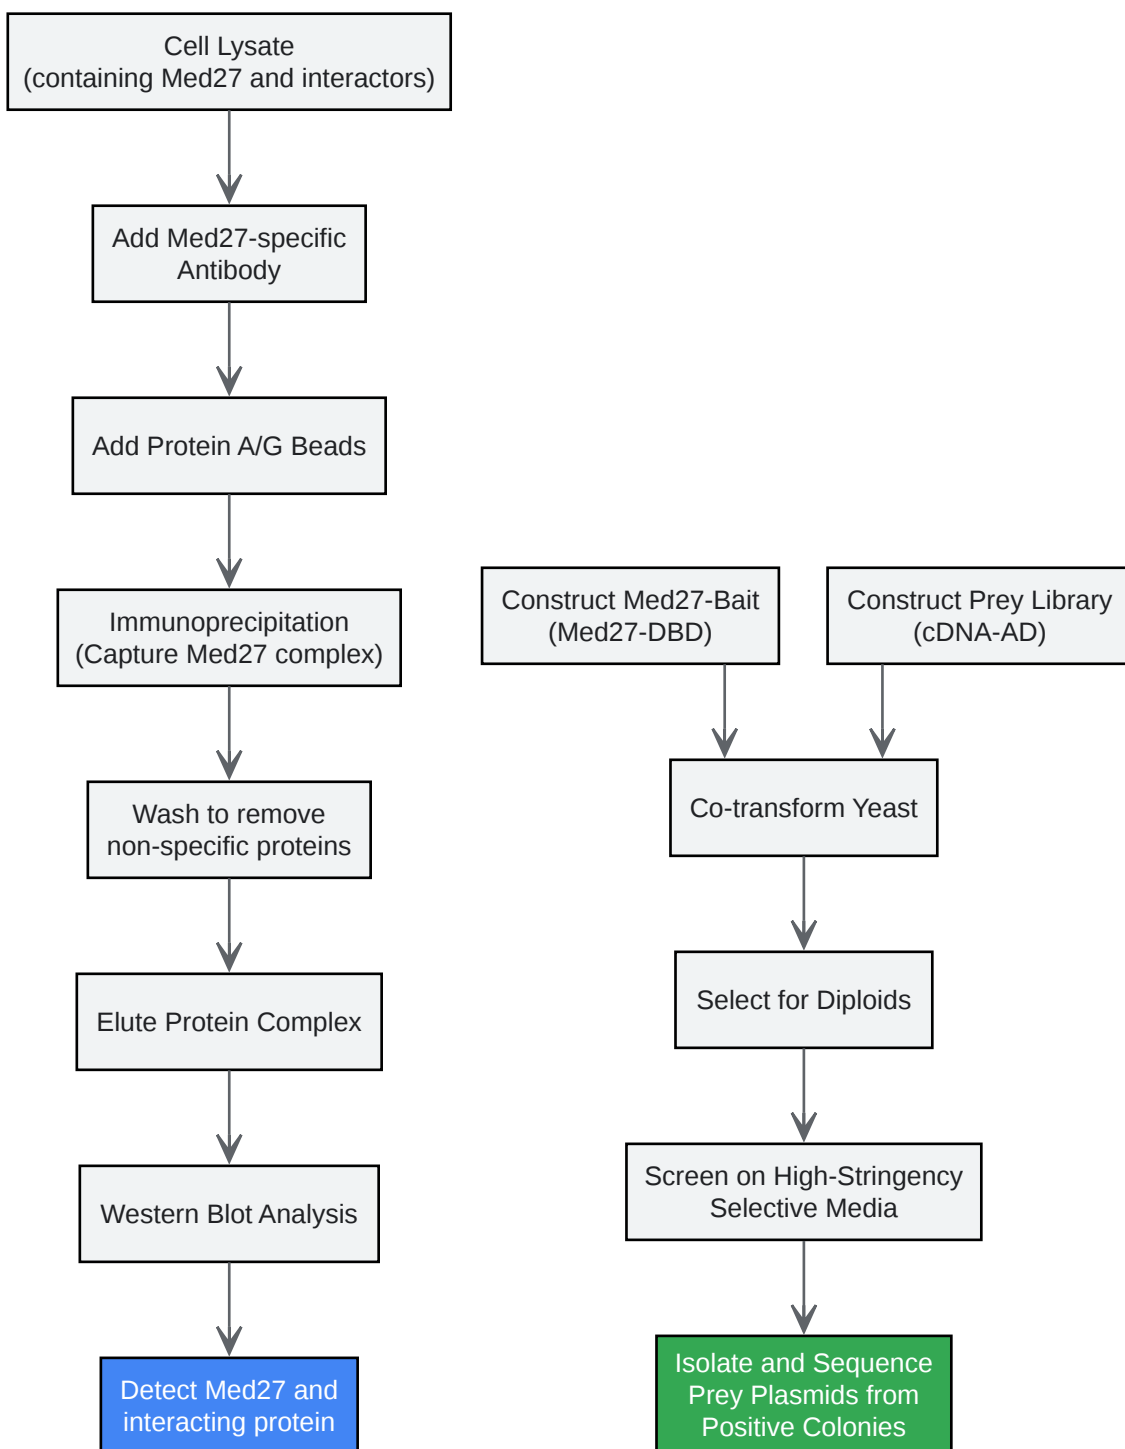 Cell Lysate
(containing Med27 and interactors)
Add Med27-specific
Antibody
Add Protein A/G Beads
Immunoprecipitation
(Capture Med27 complex)
Wash to remove
non-specific proteins
Elute Protein Complex
Western Blot Analysis
Detect Med27 and
interacting protein
Construct Med27-Bait
(Med27-DBD)
Construct Prey Library
(cDNA-AD)
Co-transform Yeast
Select for Diploids
Screen on High-Stringency
Selective Media
Isolate and Sequence
Prey Plasmids from
Positive Colonies